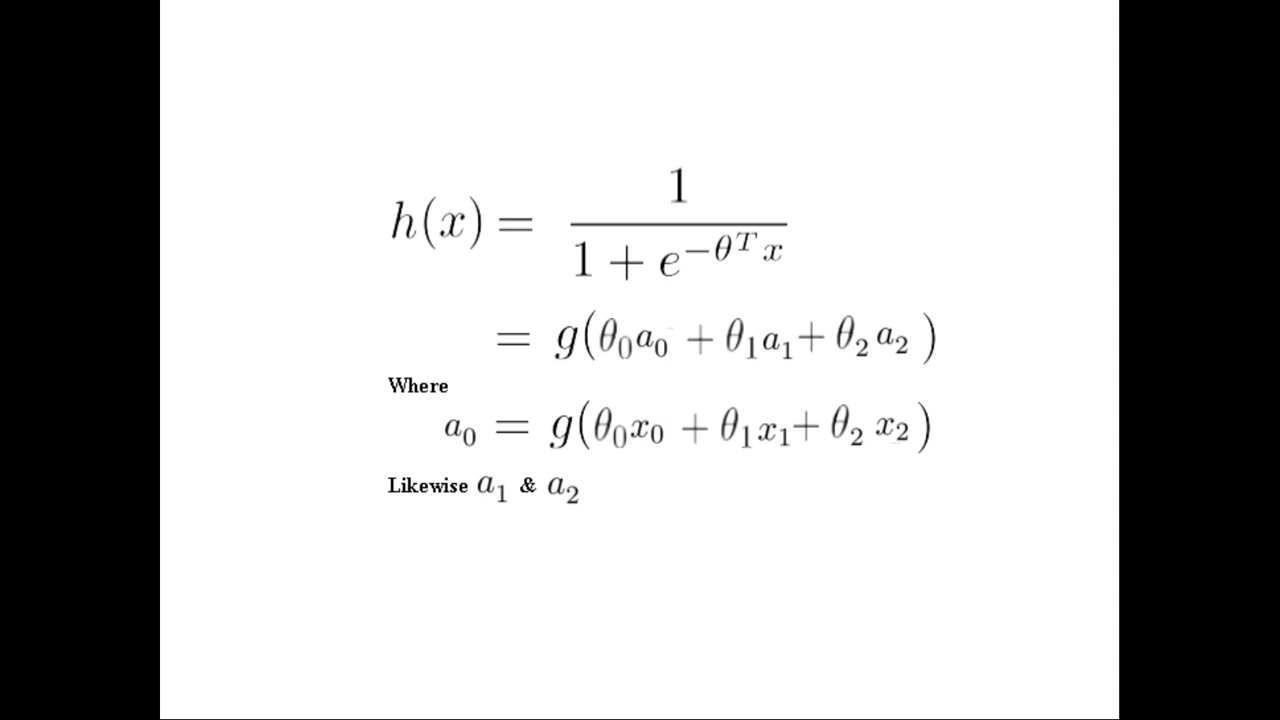 h(x) = 1 / (1 + e^{-θ^T x})
= g(θ₀a₀ + θ₁a₁ + θ₂a₂)
Where
a₀ = g(θ₀x₀ + θ₁x₁ + θ₂x₂)
Likewise a₁ & a₂